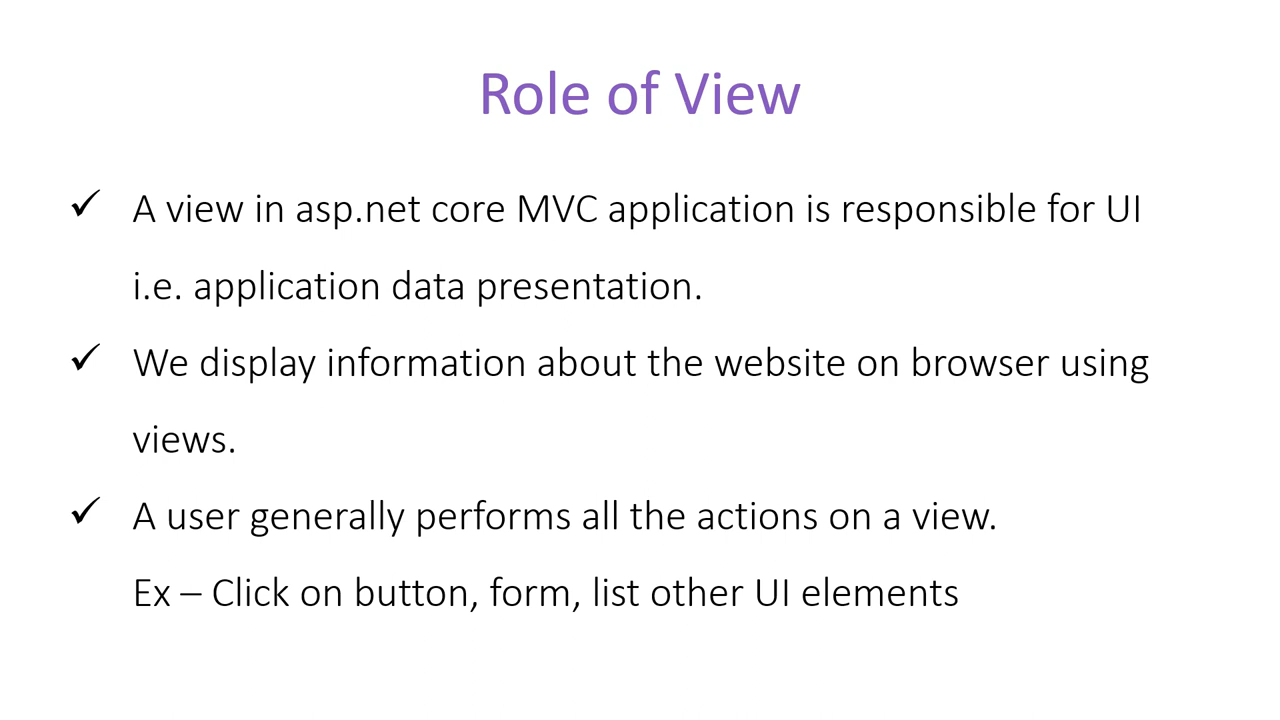 Role of View
✓ A view in asp.net core MVC application is responsible for UI
i.e. application data presentation.
✓ We display information about the website on browser using
views.
✓ A user generally performs all the actions on a view.
Ex – Click on button, form, list other UI elements